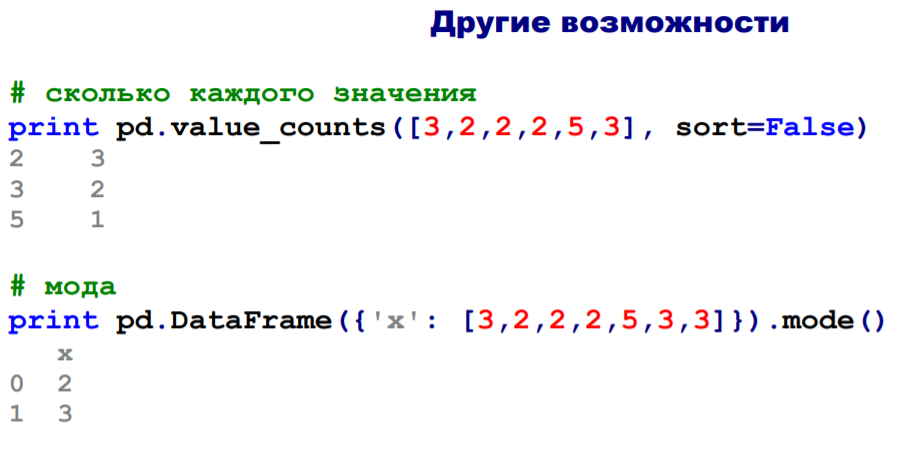 Другие возможности
# сколько каждого значения
print pd.value_counts([3,2,2,2,5,3], sort=False)
2    3
3    2
5    1
# мода
print pd.DataFrame({'x': [3,2,2,2,5,3,3]}).mode()
   x
0  2
1  3